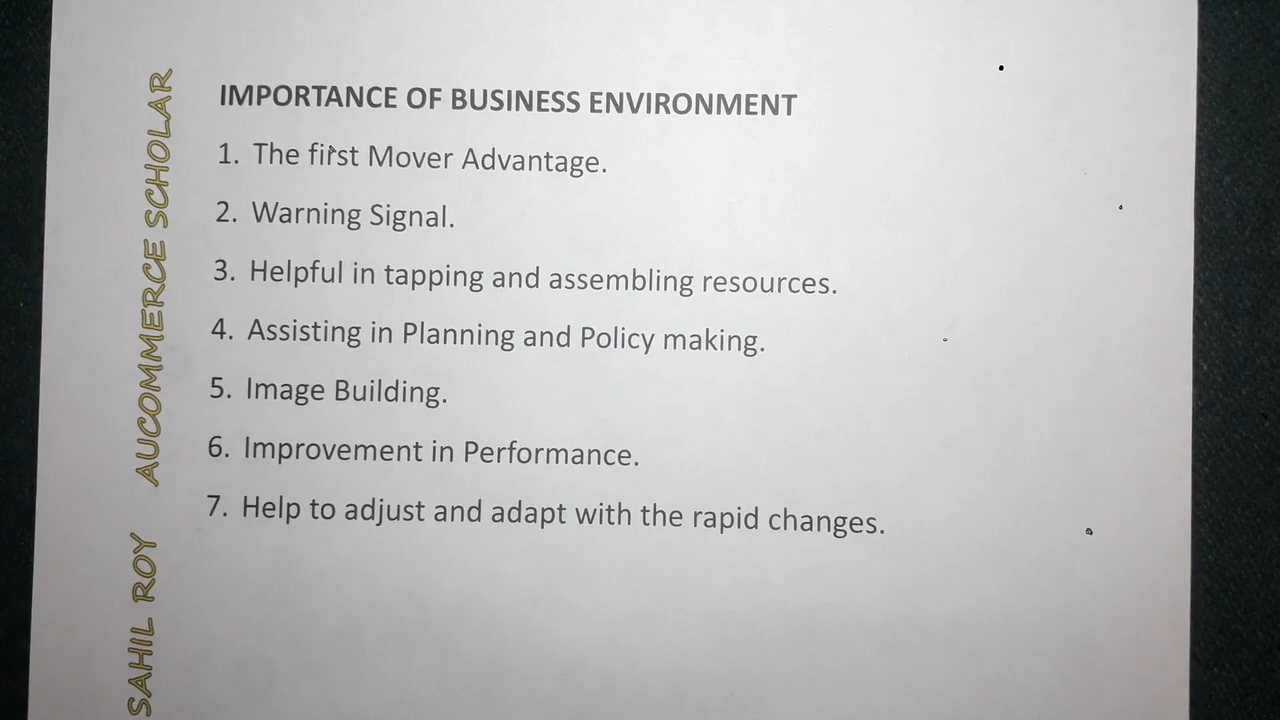 IMPORTANCE OF BUSINESS ENVIRONMENT
1. The first Mover Advantage.
2. Warning Signal.
3. Helpful in tapping and assembling resources.
4. Assisting in Planning and Policy making.
5. Image Building.
6. Improvement in Performance.
7. Help to adjust and adapt with the rapid changes.
SAHIL ROY AUCOMMERCE SCHOLAR